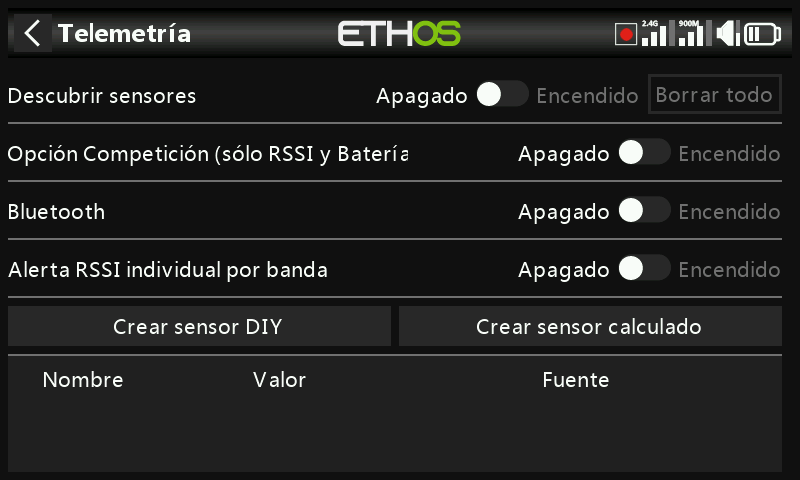 Telemetría
ETHOS
2.4G 900M
Descubrir sensores Apagado Encendido Borrar todo
Opción Competición (sólo RSSI y Batería Apagado Encendido
Bluetooth Apagado Encendido
Alerta RSSI individual por banda Apagado Encendido
Crear sensor DIY Crear sensor calculado
Nombre Valor Fuente